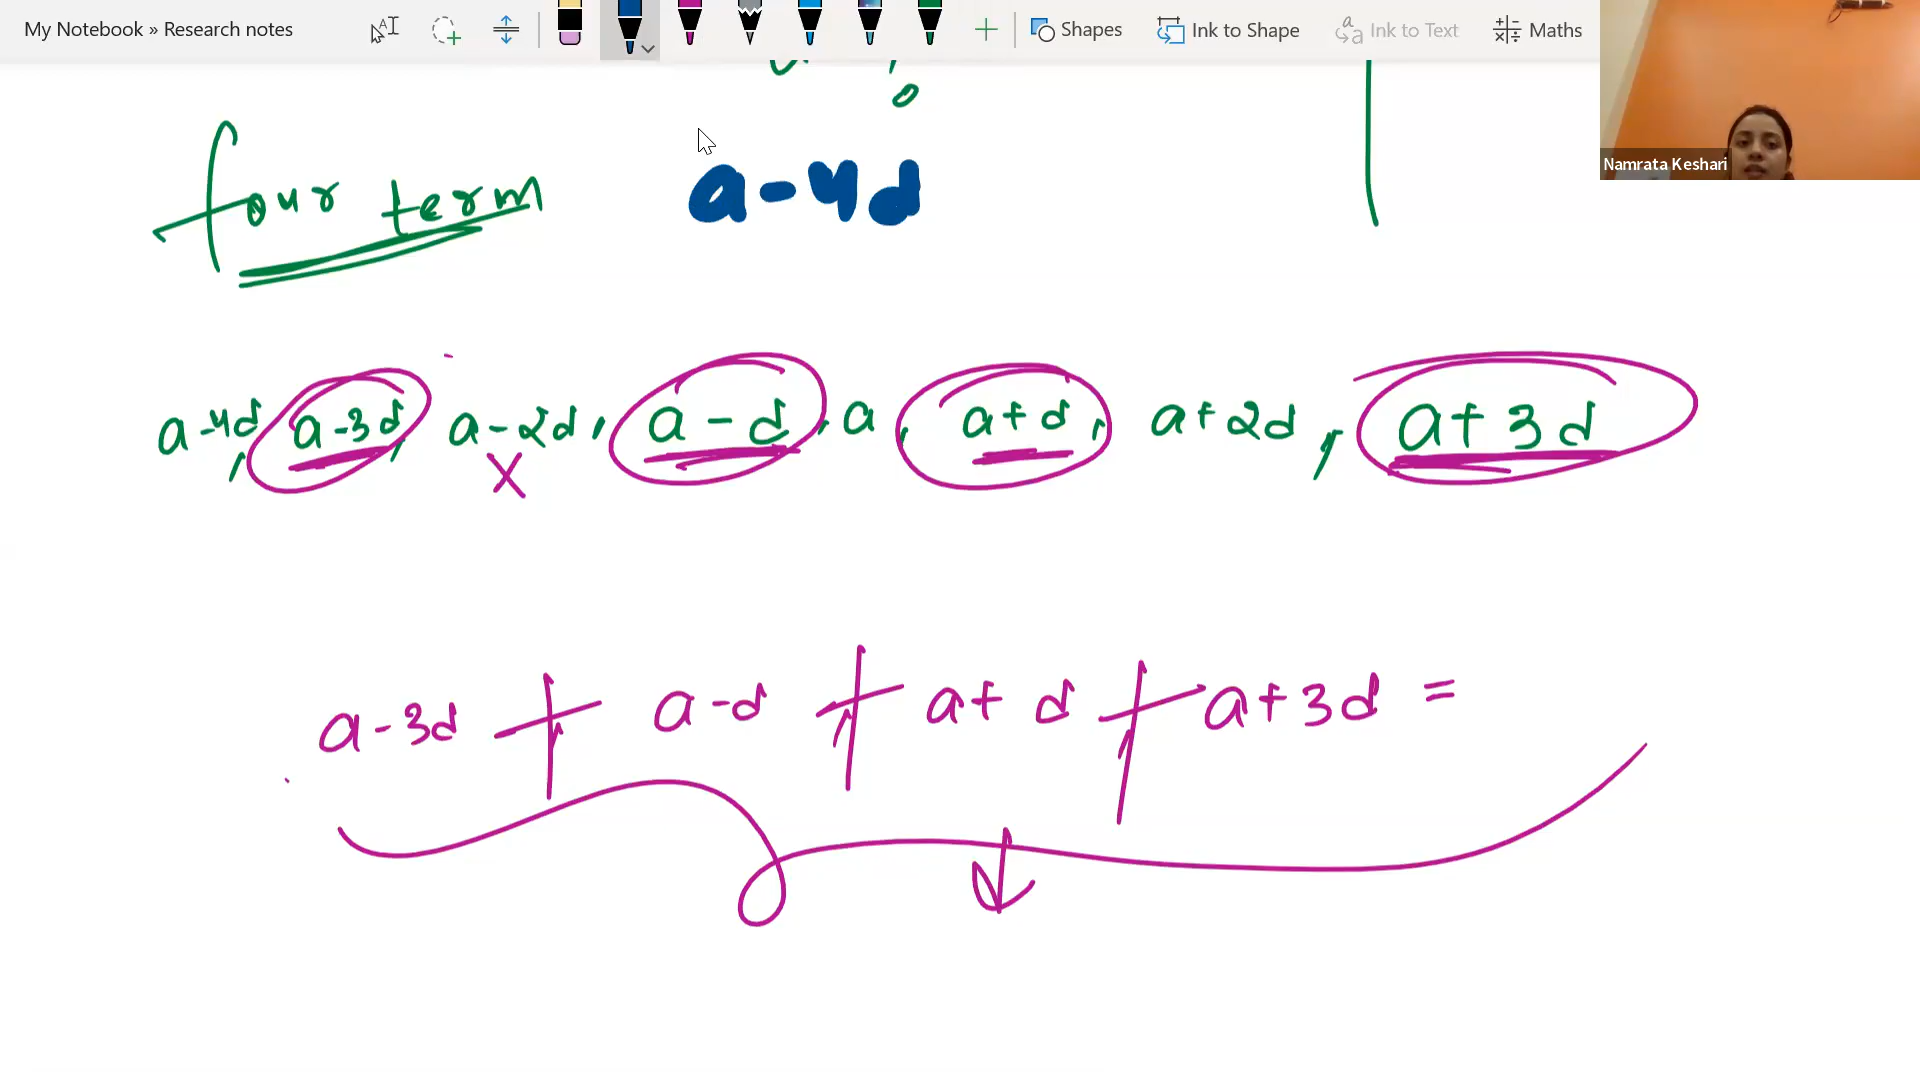 My Notebook » Research notes
Shapes
Ink to Shape
Ink to Text
Maths
Namrata Keshari
four term
a-4d
a-4d, a-3d, a-2d, a-d, a, a+d, a+2d, a+3d
X
a-3d + a-d + a+d + a+3d =